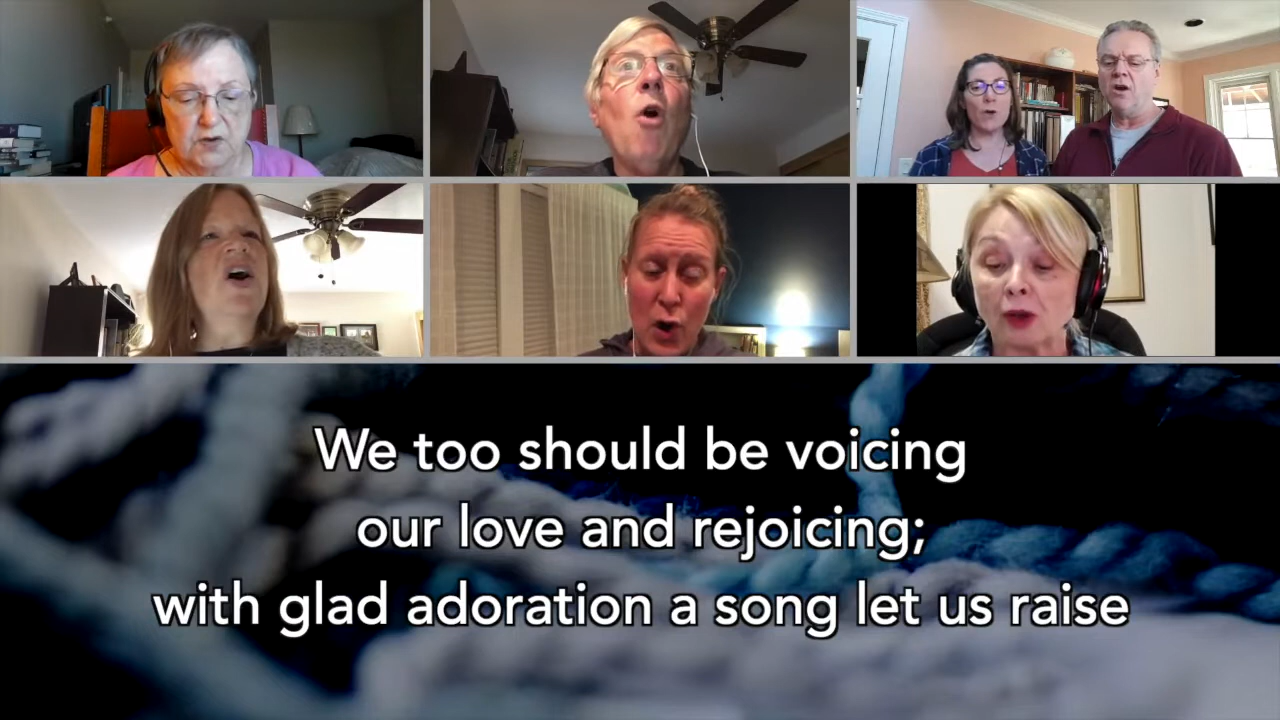 We too should be voicing
our love and rejoicing;
with glad adoration a song let us raise